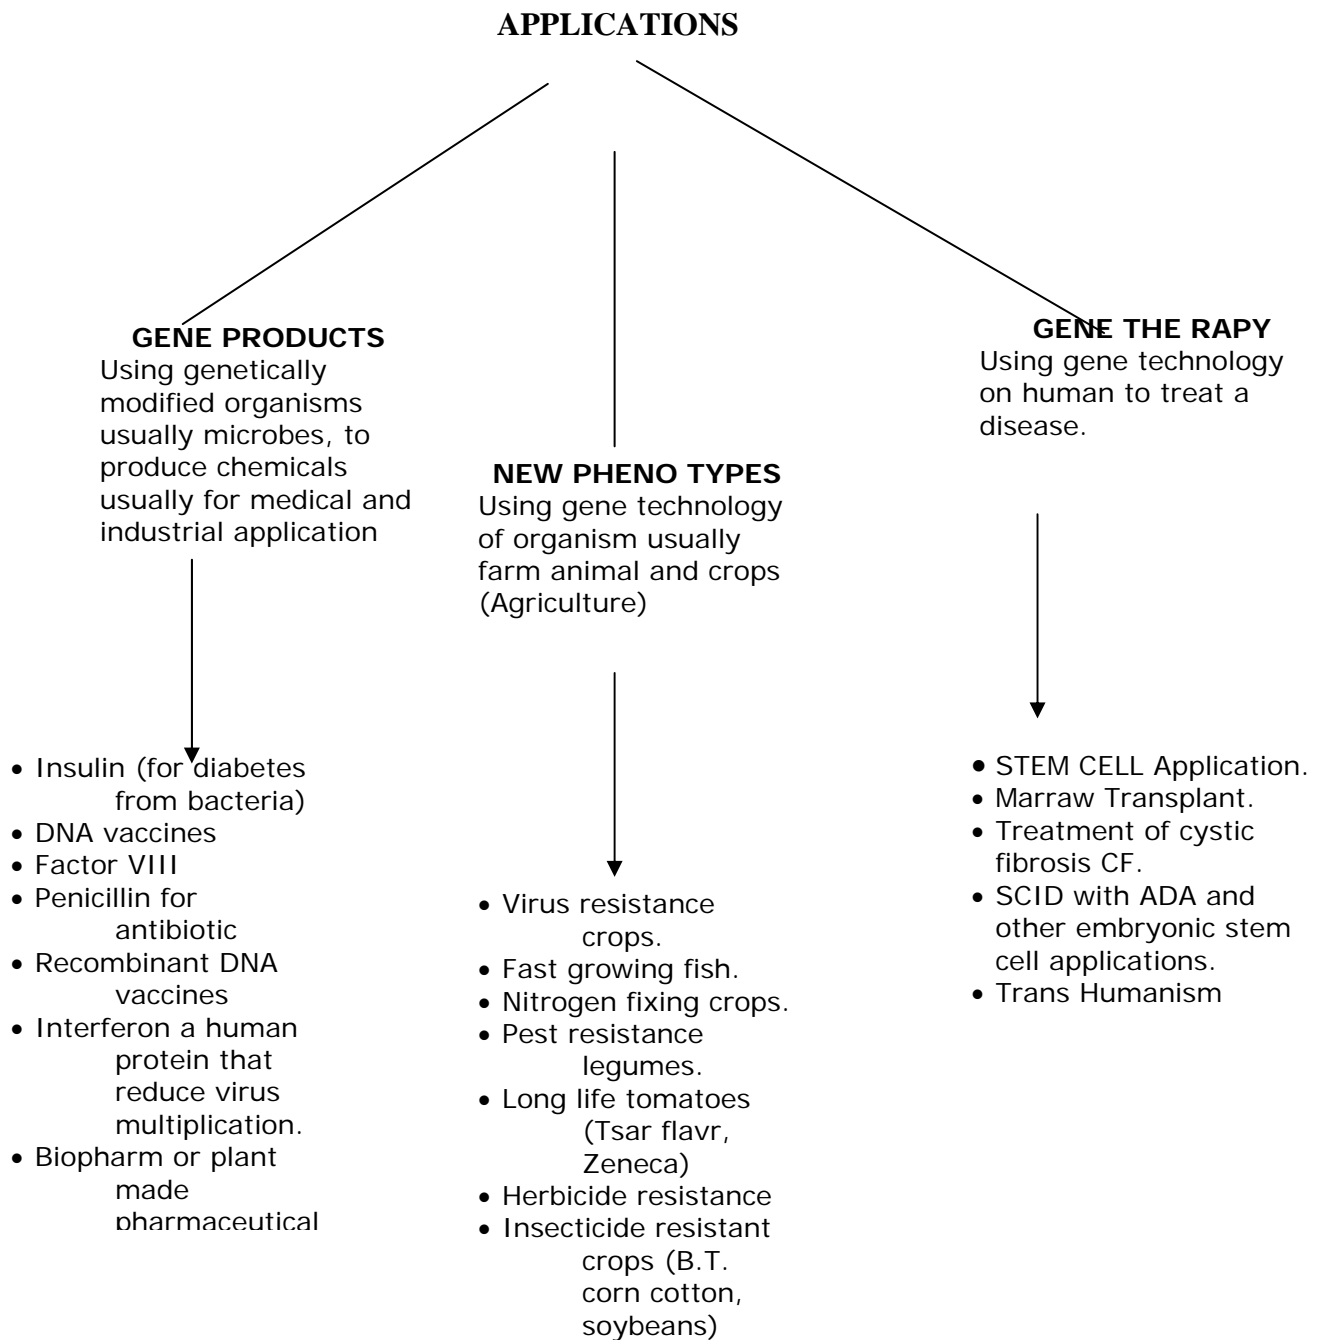 APPLICATIONS
GENE PRODUCTS
Using genetically
modified organisms
usually microbes, to
produce chemicals
usually for medical and
industrial application
• Insulin (for diabetes
from bacteria)
• DNA vaccines
• Factor VIII
• Penicillin for
antibiotic
• Recombinant DNA
vaccines
• Interferon a human
protein that
reduce virus
multiplication.
• Biopharm or plant
made
pharmaceutical
NEW PHENO TYPES
Using gene technology
of organism usually
farm animal and crops
(Agriculture)
• Virus resistance
crops.
• Fast growing fish.
• Nitrogen fixing crops.
• Pest resistance
legumes.
• Long life tomatoes
(Tsar flavr,
Zeneca)
• Herbicide resistance
• Insecticide resistant
crops (B.T.
corn cotton,
soybeans)
GENE THE RAPY
Using gene technology
on human to treat a
disease.
• STEM CELL Application.
• Marraw Transplant.
• Treatment of cystic
fibrosis CF.
• SCID with ADA and
other embryonic stem
cell applications.
• Trans Humanism